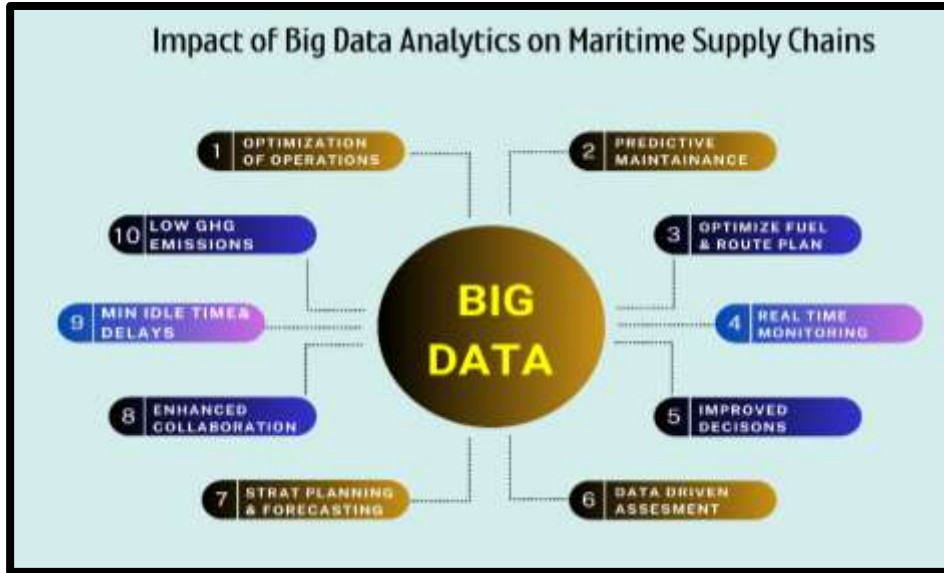 Impact of Big Data Analytics on Maritime Supply Chains
1
OPTIMIZATION
OF OPERATIONS
2
PREDICTIVE
MAINTAINANCE
10
LOW GHG
EMISSIONS
3
OPTIMIZE FUEL
& ROUTE PLAN
BIG
DATA
9
MIN IDLE TIME&
DELAYS
4
REAL TIME
MONITORING
8
ENHANCED
COLLABORATION
5
IMPROVED
DECISONS
7
STRAT PLANNING
& FORECASTING
6
DATA DRIVEN
ASSESMENT